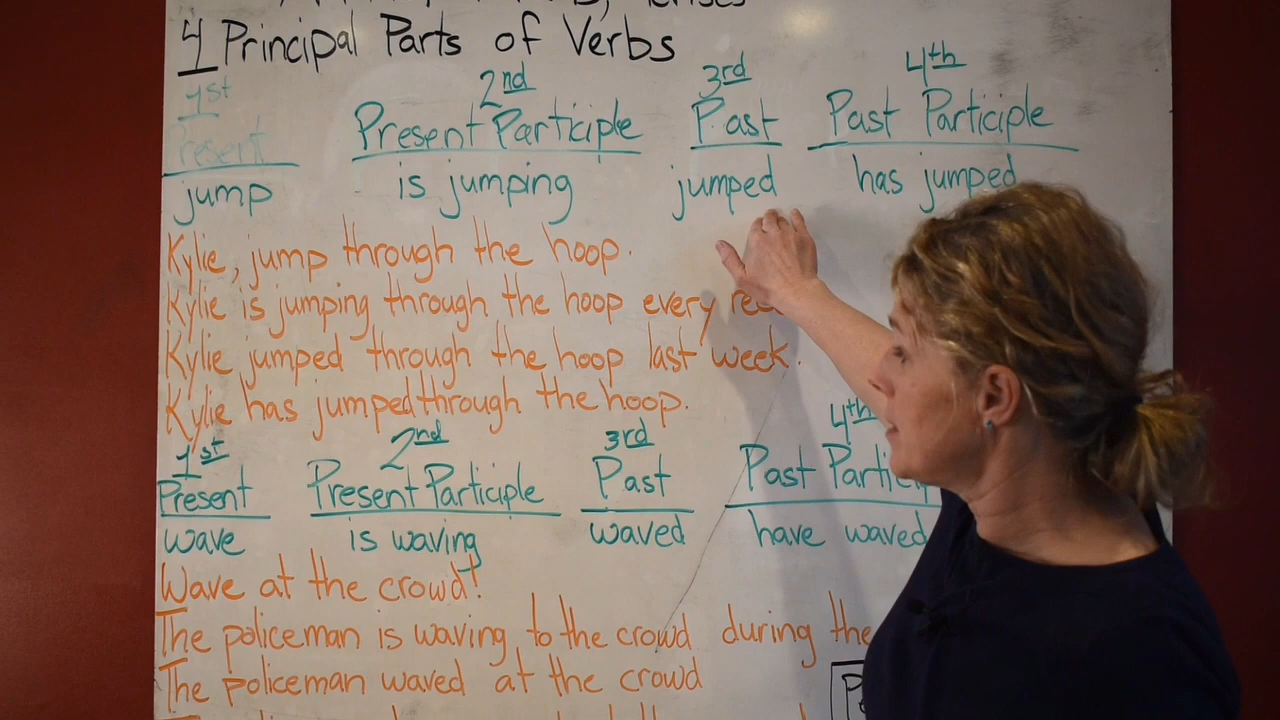 4 Principal Parts of Verbs
1st 2nd 3rd 4th
Present Present Participle Past Past Participle
jump is jumping jumped has jumped
Kylie, jump through the hoop.
Kylie is jumping through the hoop every
Kylie jumped through the hoop last week.
Kylie has jumped through the hoop.
1st 2nd 3rd 4th
Present Present Participle Past Past
wave is waving waved have waved
Wave at the crowd!
The policeman is waving to the crowd during the
The policeman waved at the crowd